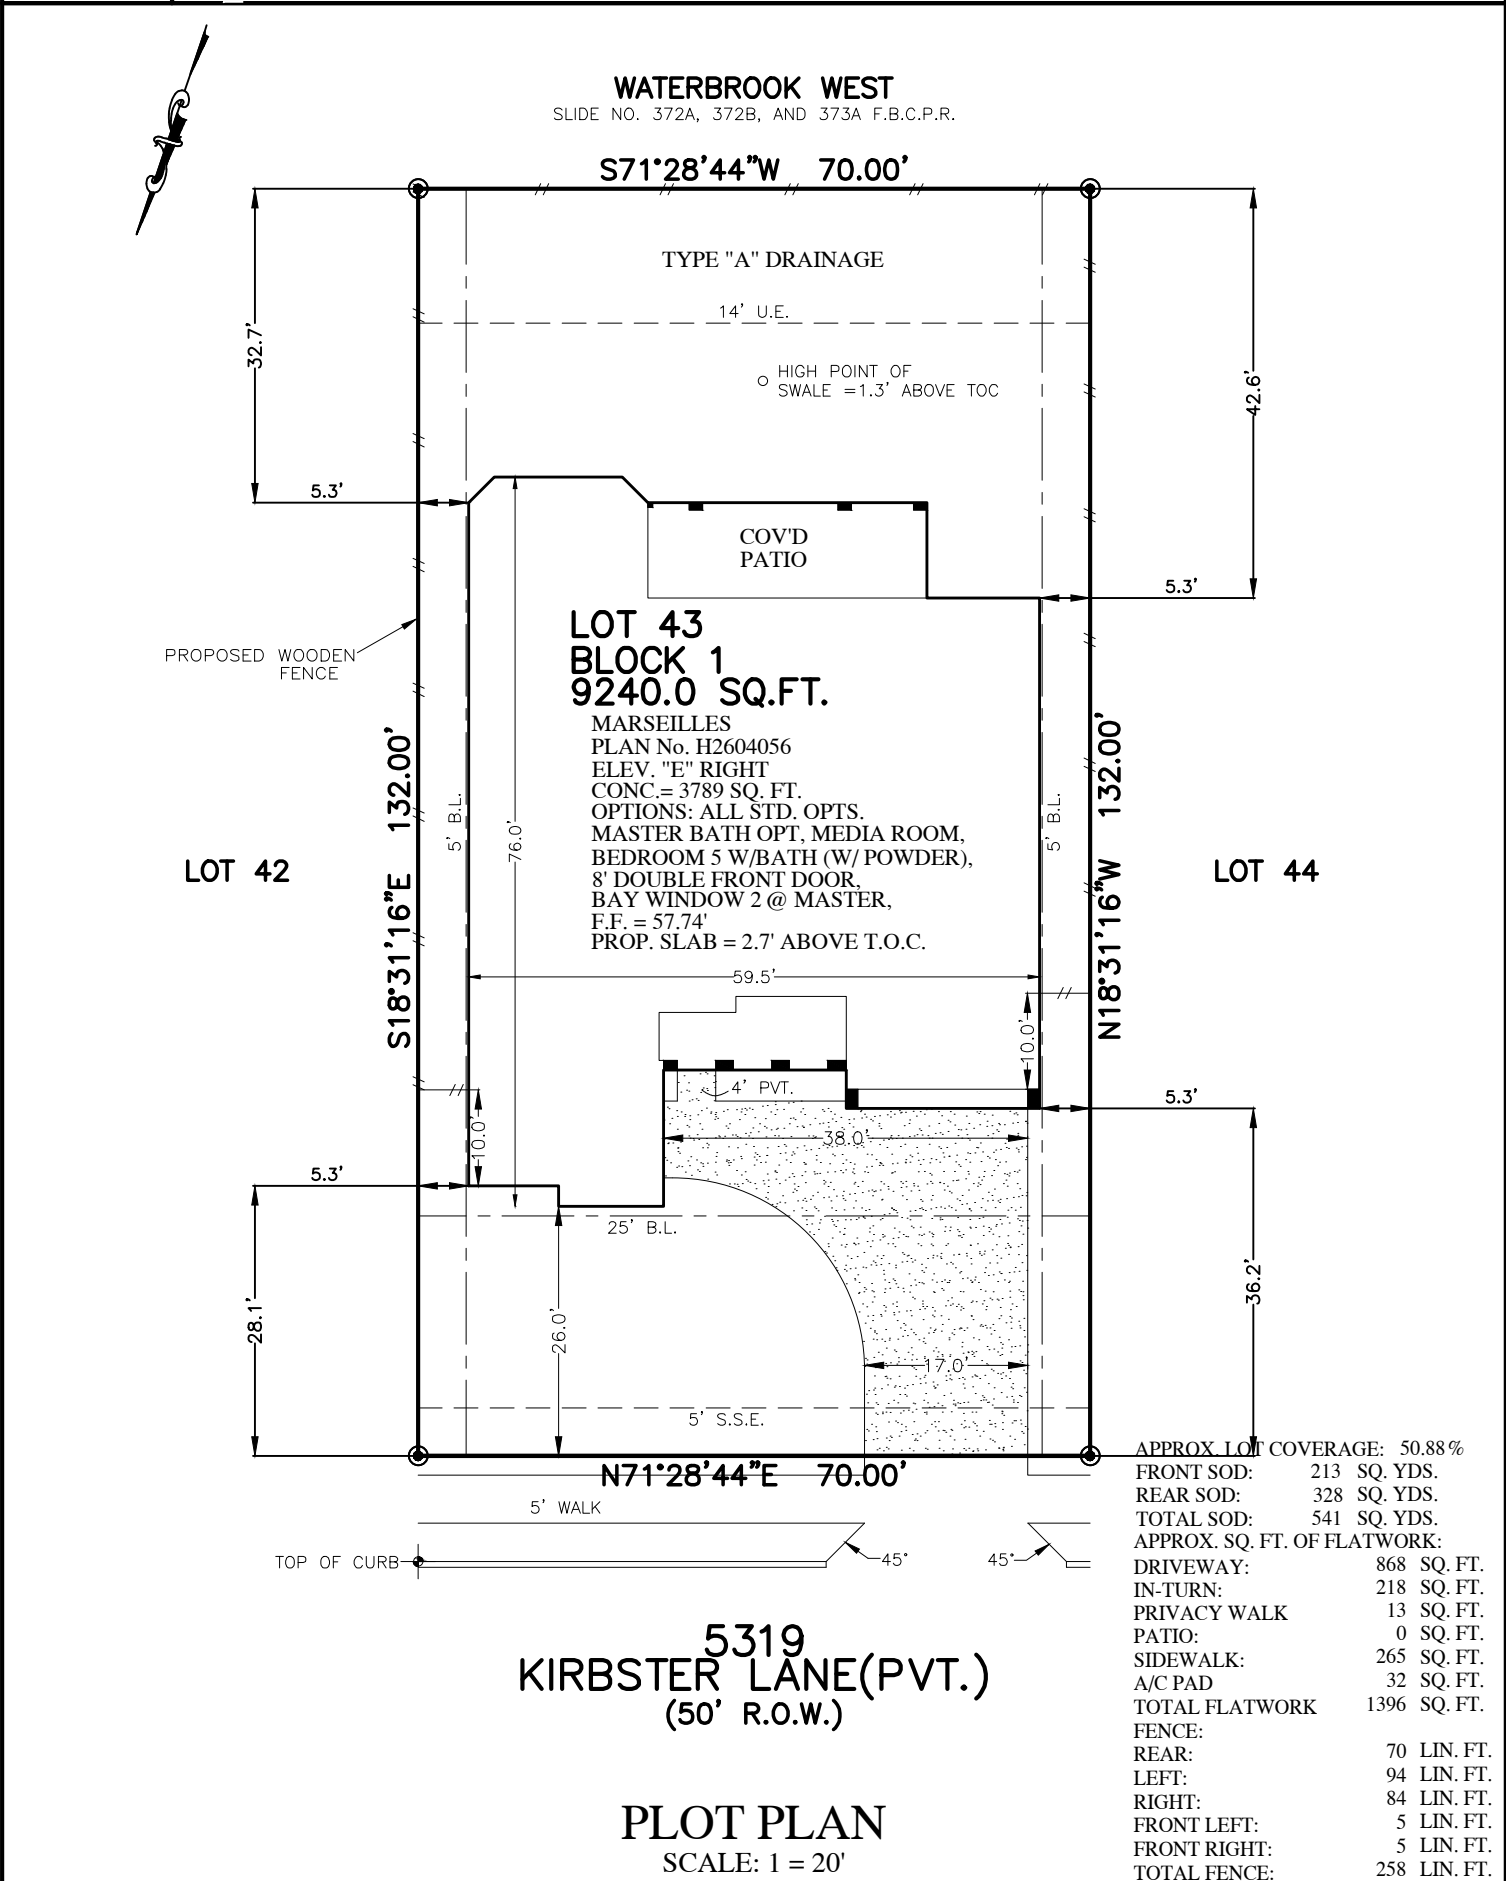 WATERBROOK WEST
SLIDE NO. 372A, 372B, AND 373A F.B.C.P.R.
S71°28'44"W 70.00'
TYPE "A" DRAINAGE
14' U.E.
HIGH POINT OF
SWALE =1.3' ABOVE TOC
32.7'
42.6'
5.3'
COV'D
PATIO
5.3'
PROPOSED WOODEN
FENCE
LOT 43
BLOCK 1
9240.0 SQ.FT.
MARSEILLES
PLAN No. H2604056
ELEV. "E" RIGHT
CONC.= 3789 SQ. FT.
OPTIONS: ALL STD. OPTS.
MASTER BATH OPT, MEDIA ROOM,
BEDROOM 5 W/BATH (W/ POWDER),
8' DOUBLE FRONT DOOR,
BAY WINDOW 2 @ MASTER,
F.F. = 57.74'
PROP. SLAB = 2.7' ABOVE T.O.C.
S18°31'16"E 132.00'
5' B.L.
76.0'
5' B.L.
N18°31'16"W 132.00'
LOT 42
LOT 44
59.5'
10.0'
4' PVT.
5.3'
10.0'
38.0'
5.3'
25' B.L.
28.1'
26.0'
36.2'
17.0'
5' S.S.E.
N71°28'44"E 70.00'
5' WALK
TOP OF CURB
45°
45°
5319
KIRBSTER LANE(PVT.)
(50' R.O.W.)
PLOT PLAN
SCALE: 1 = 20'
APPROX. LOT COVERAGE: 50.88%
FRONT SOD: 213 SQ. YDS.
REAR SOD: 328 SQ. YDS.
TOTAL SOD: 541 SQ. YDS.
APPROX. SQ. FT. OF FLATWORK:
DRIVEWAY: 868 SQ. FT.
IN-TURN: 218 SQ. FT.
PRIVACY WALK 13 SQ. FT.
PATIO: 0 SQ. FT.
SIDEWALK: 265 SQ. FT.
A/C PAD 32 SQ. FT.
TOTAL FLATWORK 1396 SQ. FT.
FENCE:
REAR: 70 LIN. FT.
LEFT: 94 LIN. FT.
RIGHT: 84 LIN. FT.
FRONT LEFT: 5 LIN. FT.
FRONT RIGHT: 5 LIN. FT.
TOTAL FENCE: 258 LIN. FT.